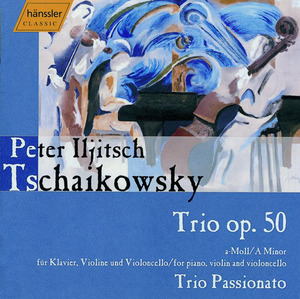 hänssler
CLASSIC
Peter Iljitsch
Tschaikowsky
Trio op. 50
a-Moll/A Minor
für Klavier, Violine und Violoncello/for piano, violin and violoncello
Trio Passionato